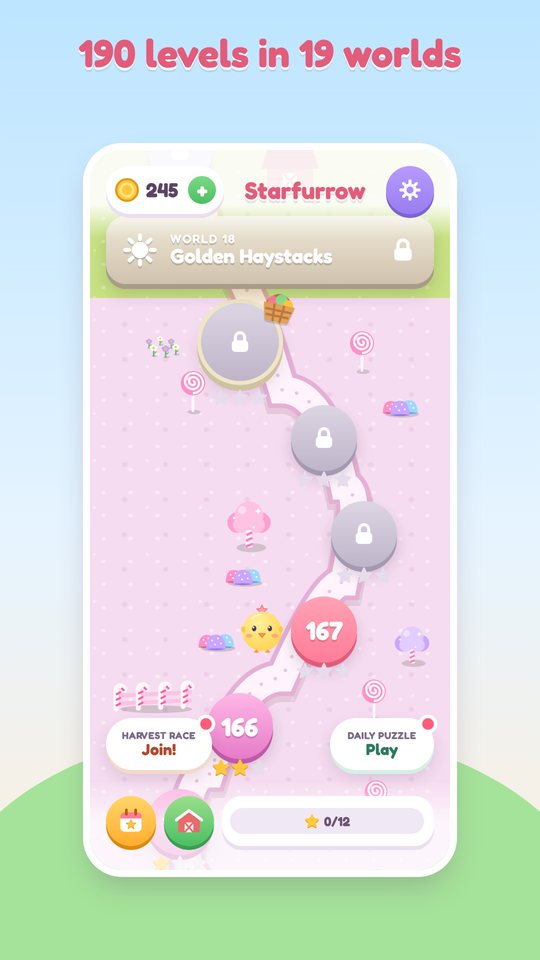 190 levels in 19 worlds
245
Starfurrow
WORLD 18
Golden Haystacks
167
166
HARVEST RACE
Join!
DAILY PUZZLE
Play
0/12